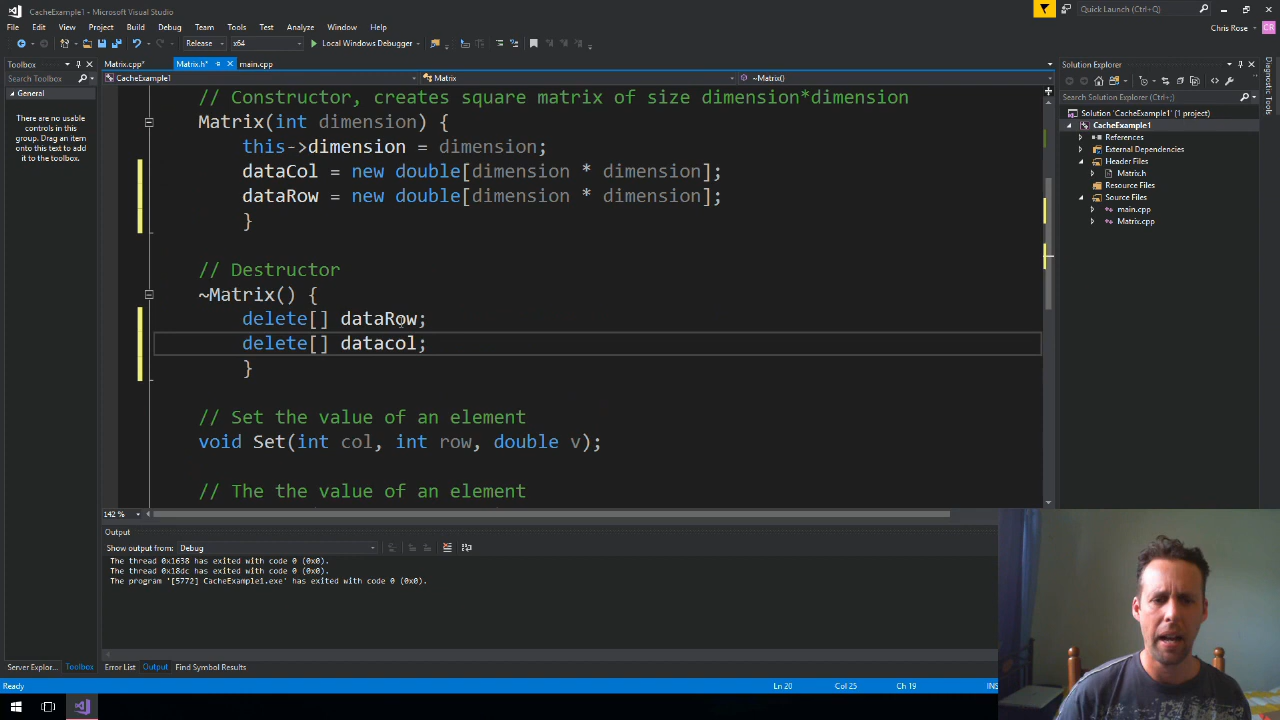 CacheExample1 - Microsoft Visual Studio
Quick Launch (Ctrl+Q)
File Edit View Project Build Debug Team Tools Test Analyze Window Help
Chris Rose
CR
Release x64 Local Windows Debugger
Toolbox
Search Toolbox
General
There are no usable
controls in this
group. Drag an item
onto this text to add
it to the toolbox.
Matrix.cpp* Matrix.h* main.cpp
CacheExample1 Matrix ~Matrix()
// Constructor, creates square matrix of size dimension*dimension
Matrix(int dimension) {
this->dimension = dimension;
dataCol = new double[dimension * dimension];
dataRow = new double[dimension * dimension];
}
// Destructor
~Matrix() {
delete[] dataRow;
delete[] datacol;
}
// Set the value of an element
void Set(int col, int row, double v);
// The the value of an element
142 %
Output
Show output from: Debug
The thread 0x1638 has exited with code 0 (0x0).
The thread 0x18dc has exited with code 0 (0x0).
The program '[5772] CacheExample1.exe' has exited with code 0 (0x0).
Solution Explorer
Search Solution Explorer (Ctrl+;)
Solution 'CacheExample1' (1 project)
CacheExample1
References
External Dependencies
Header Files
Matrix.h
Resource Files
Source Files
main.cpp
Matrix.cpp
Diagnostic Tools
Server Explor... Toolbox
Error List Output Find Symbol Results
Ready Ln 20 Col 25 Ch 19 INS